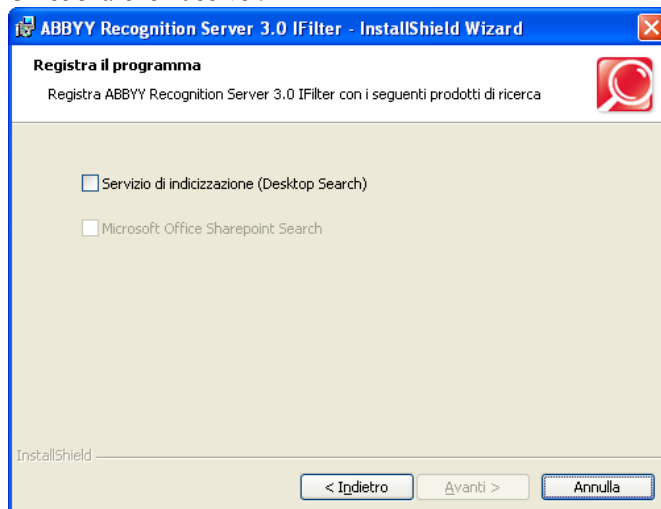 ABBYY Recognition Server 3.0 IFilter - InstallShield Wizard
Registra il programma
Registra ABBYY Recognition Server 3.0 IFilter con i seguenti prodotti di ricerca
Servizio di indicizzazione (Desktop Search)
Microsoft Office Sharepoint Search
InstallShield
< Indietro
Avanti >
Annulla